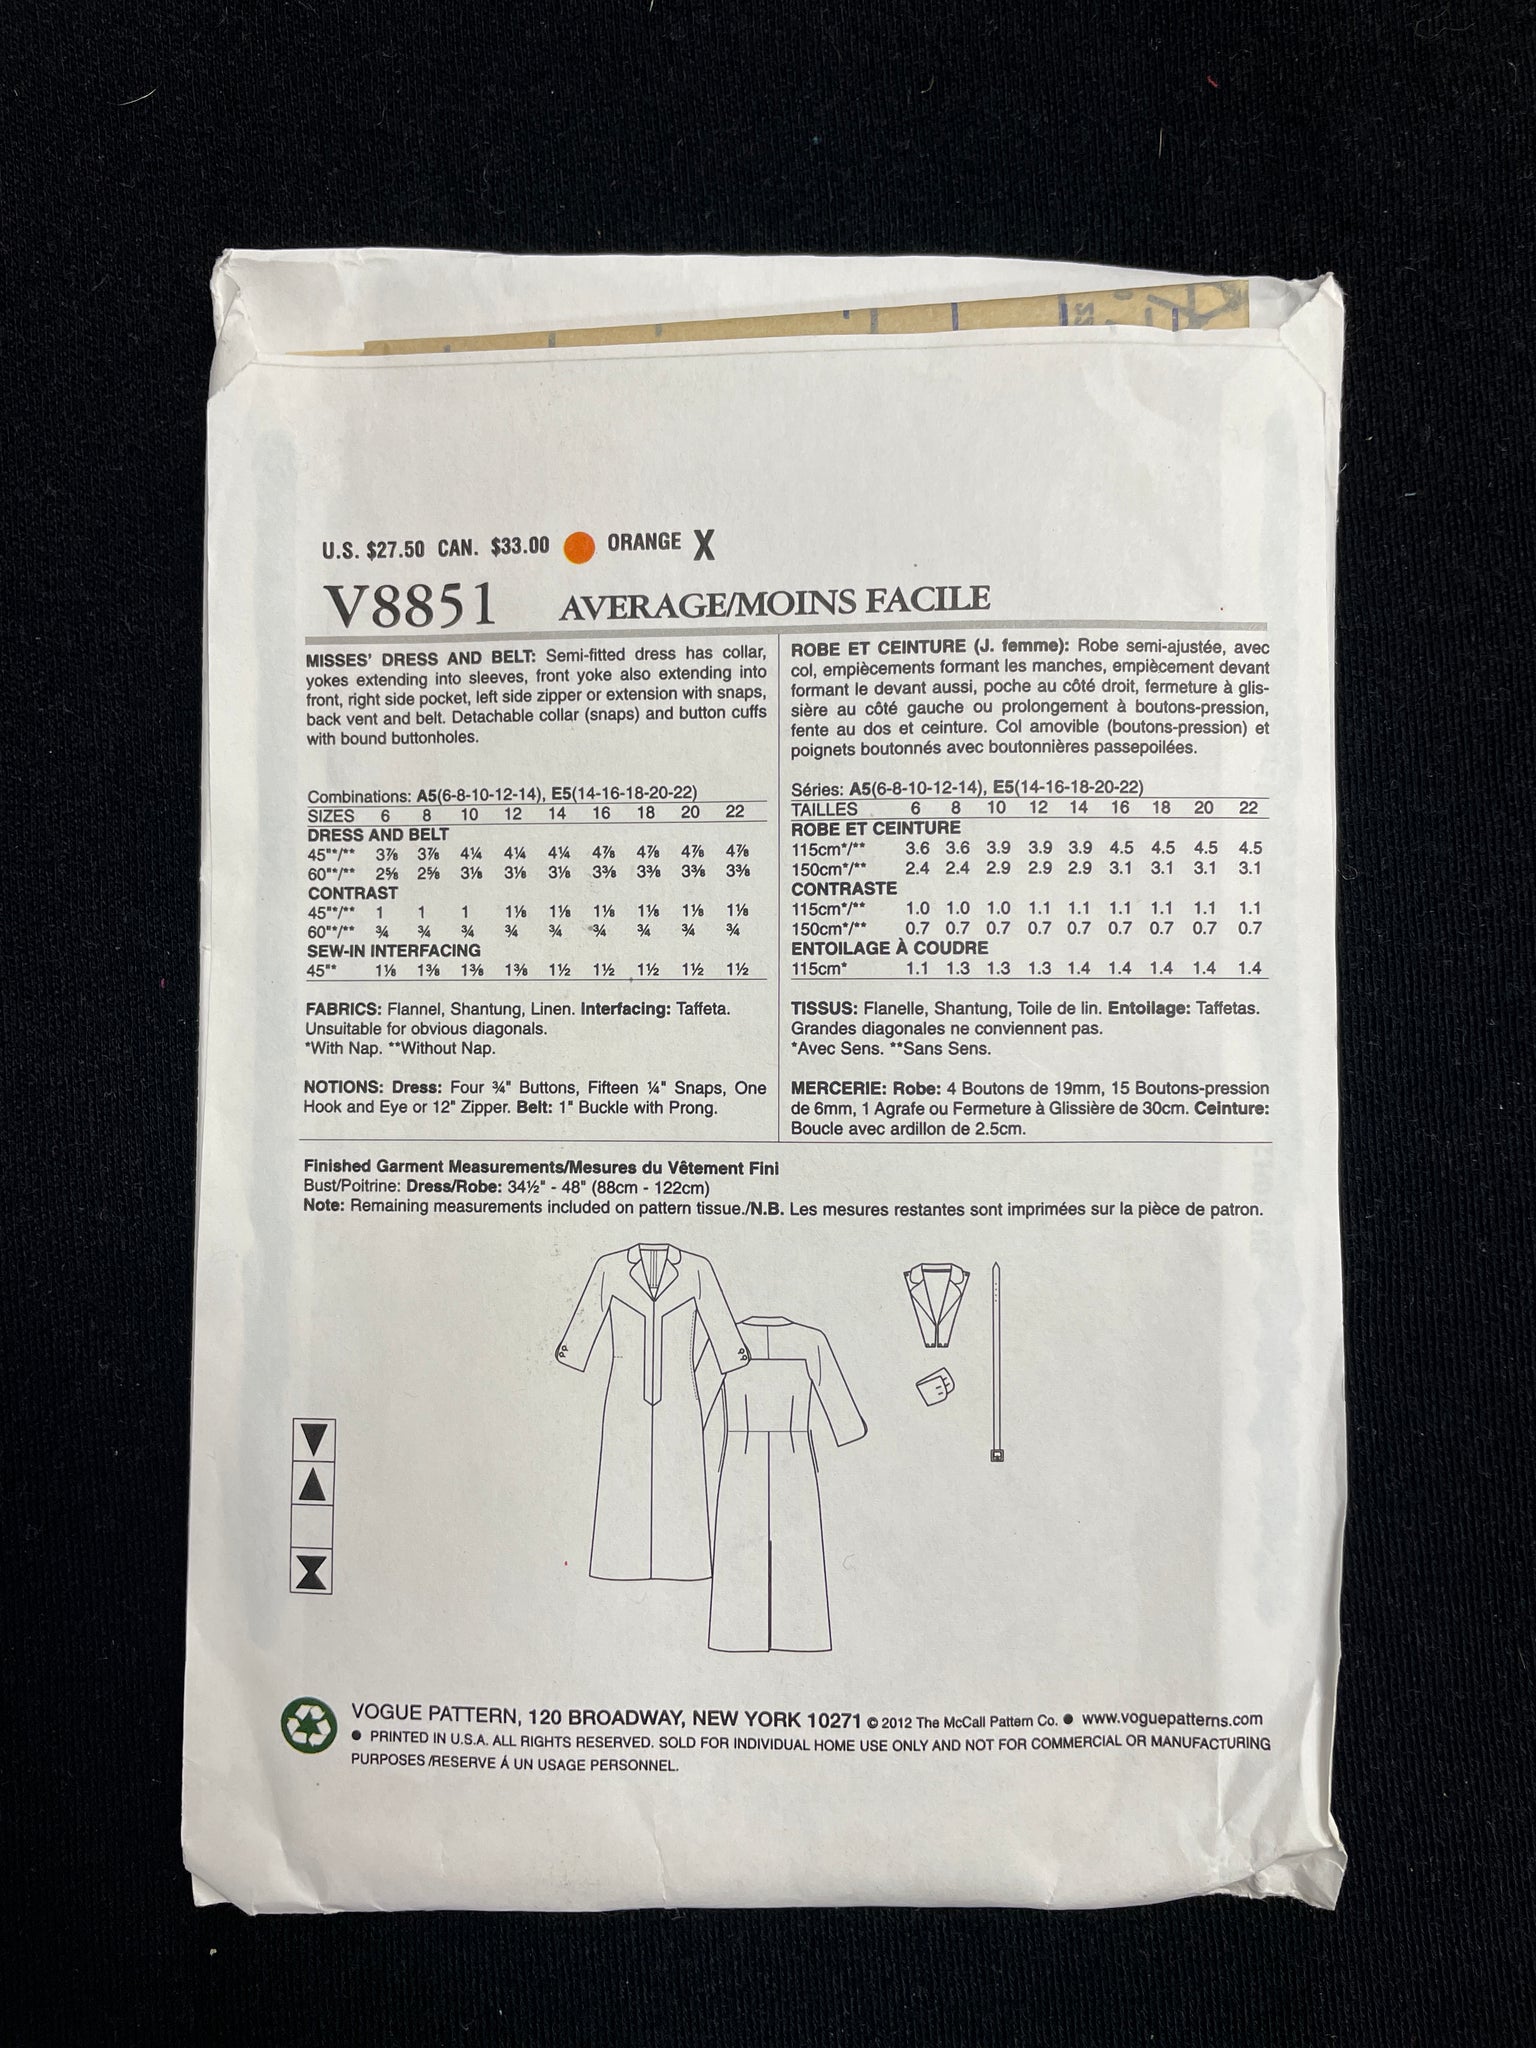 U.S. $27.50 CAN. $33.00 ORANGE X
V8851 AVERAGE/MOINS FACILE
MISSES' DRESS AND BELT: Semi-fitted dress has collar,
yokes extending into sleeves, front yoke also extending into
front, right side pocket, left side zipper or extension with snaps,
back vent and belt. Detachable collar (snaps) and button cuffs
with bound buttonholes.
Combinations: A5(6-8-10-12-14), E5(14-16-18-20-22)
SIZES 6 8 10 12 14 16 18 20 22
DRESS AND BELT
45"*/** 3⅞ 3⅞ 4¼ 4¼ 4¼ 4⅞ 4⅞ 4⅞ 4⅞
60"*/** 2⅝ 2⅝ 3⅛ 3⅛ 3⅛ 3⅜ 3⅜ 3⅜ 3⅜
CONTRAST
45"*/** 1 1 1 1⅛ 1⅛ 1⅛ 1⅛ 1⅛ 1⅛
60"*/** ¾ ¾ ¾ ¾ ¾ ¾ ¾ ¾ ¾
SEW-IN INTERFACING
45"* 1⅛ 1⅜ 1⅜ 1⅜ 1½ 1½ 1½ 1½ 1½
FABRICS: Flannel, Shantung, Linen. Interfacing: Taffeta.
Unsuitable for obvious diagonals.
*With Nap. **Without Nap.
NOTIONS: Dress: Four ¾" Buttons, Fifteen ¼" Snaps, One
Hook and Eye or 12" Zipper. Belt: 1" Buckle with Prong.
ROBE ET CEINTURE (J. femme): Robe semi-ajustée, avec
col, empiècements formant les manches, empiècement devant
formant le devant aussi, poche au côté droit, fermeture à glis-
sière au côté gauche ou prolongement à boutons-pression,
fente au dos et ceinture. Col amovible (boutons-pression) et
poignets boutonnés avec boutonnières passepoilées.
Séries: A5(6-8-10-12-14), E5(14-16-18-20-22)
TAILLES 6 8 10 12 14 16 18 20 22
ROBE ET CEINTURE
115cm*/** 3.6 3.6 3.9 3.9 3.9 4.5 4.5 4.5 4.5
150cm*/** 2.4 2.4 2.9 2.9 2.9 3.1 3.1 3.1 3.1
CONTRASTE
115cm*/** 1.0 1.0 1.0 1.1 1.1 1.1 1.1 1.1 1.1
150cm*/** 0.7 0.7 0.7 0.7 0.7 0.7 0.7 0.7 0.7
ENTOILAGE À COUDRE
115cm* 1.1 1.3 1.3 1.3 1.4 1.4 1.4 1.4 1.4
TISSUS: Flanelle, Shantung, Toile de lin. Entoilage: Taffetas.
Grandes diagonales ne conviennent pas.
*Avec Sens. **Sans Sens.
MERCERIE: Robe: 4 Boutons de 19mm, 15 Boutons-pression
de 6mm, 1 Agrafe ou Fermeture à Glissière de 30cm. Ceinture:
Boucle avec ardillon de 2.5cm.
Finished Garment Measurements/Mesures du Vêtement Fini
Bust/Poitrine: Dress/Robe: 34½" - 48" (88cm - 122cm)
Note: Remaining measurements included on pattern tissue./N.B. Les mesures restantes sont imprimées sur la pièce de patron.
VOGUE PATTERN, 120 BROADWAY, NEW YORK 10271 © 2012 The McCall Pattern Co. ● www.voguepatterns.com
● PRINTED IN U.S.A. ALL RIGHTS RESERVED. SOLD FOR INDIVIDUAL HOME USE ONLY AND NOT FOR COMMERCIAL OR MANUFACTURING
PURPOSES /RESERVE Á UN USAGE PERSONNEL.